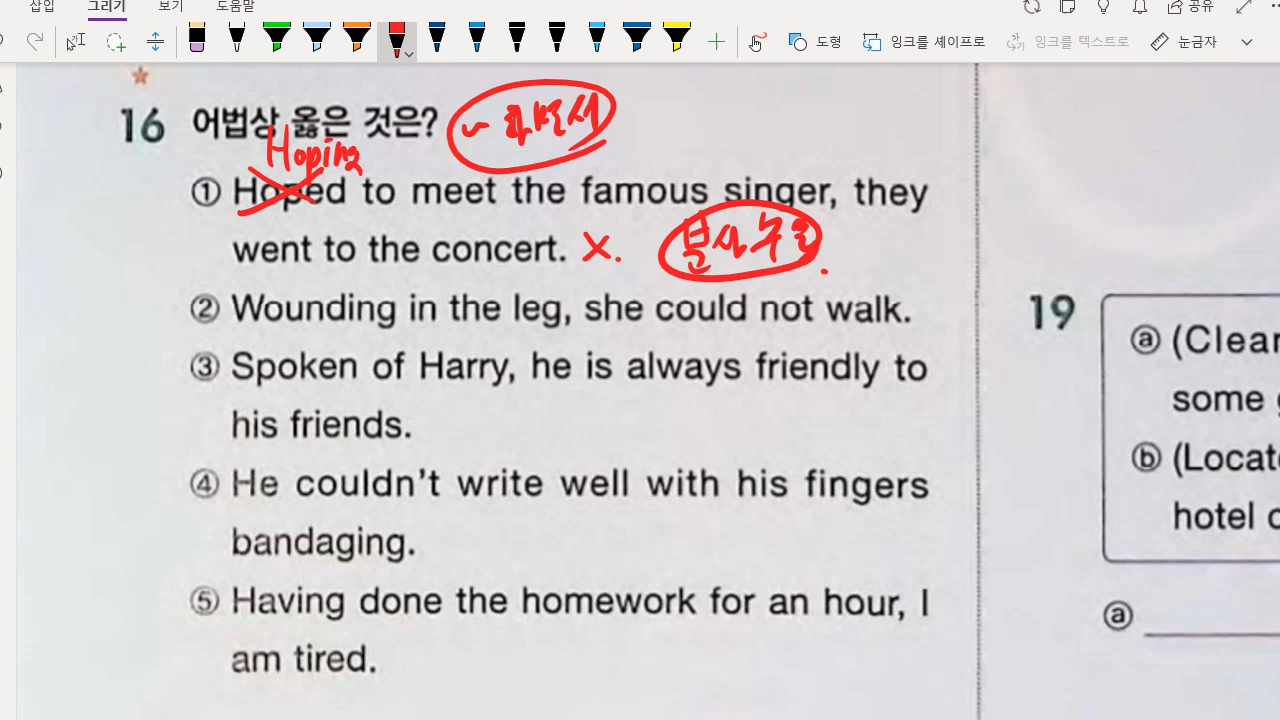 삽입 그리기 보기 도움말
공유
도형 잉크를 셰이프로 잉크를 텍스트로 눈금자
16 어법상 옳은 것은? ~하면서
Hoping
① Hoped to meet the famous singer, they
went to the concert. X. 분사구문.
② Wounding in the leg, she could not walk.
③ Spoken of Harry, he is always friendly to
his friends.
④ He couldn't write well with his fingers
bandaging.
⑤ Having done the homework for an hour, I
am tired.
19
ⓐ (Clear
some
ⓑ (Locat
hotel
ⓐ